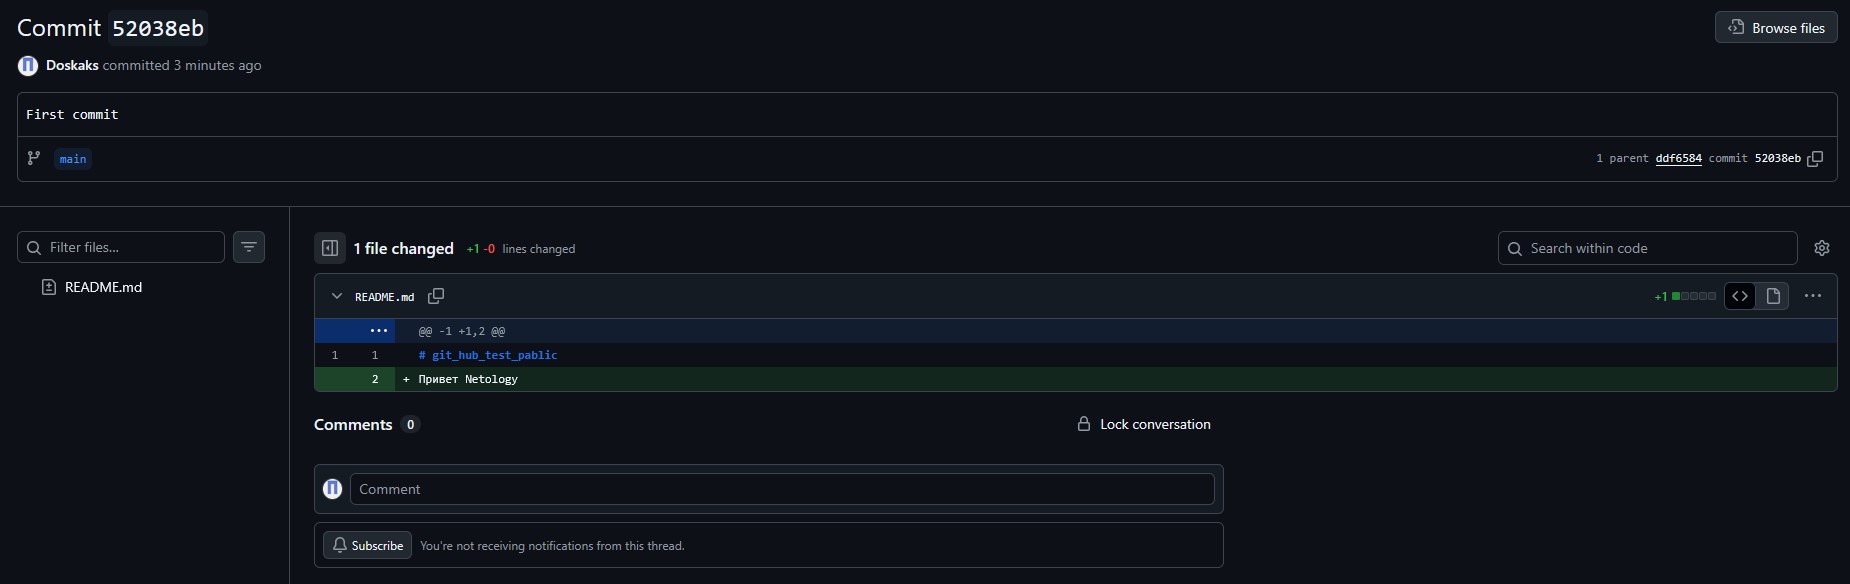 Commit 52038eb
Browse files
Doskaks committed 3 minutes ago
First commit
main
1 parent ddf6584 commit 52038eb
Filter files...
README.md
1 file changed +1 -0 lines changed
Search within code
README.md
+1
@@ -1 +1,2 @@
1 1 # git_hub_test_pablic
2 + Привет Netology
Comments 0
Lock conversation
Comment
Subscribe You're not receiving notifications from this thread.